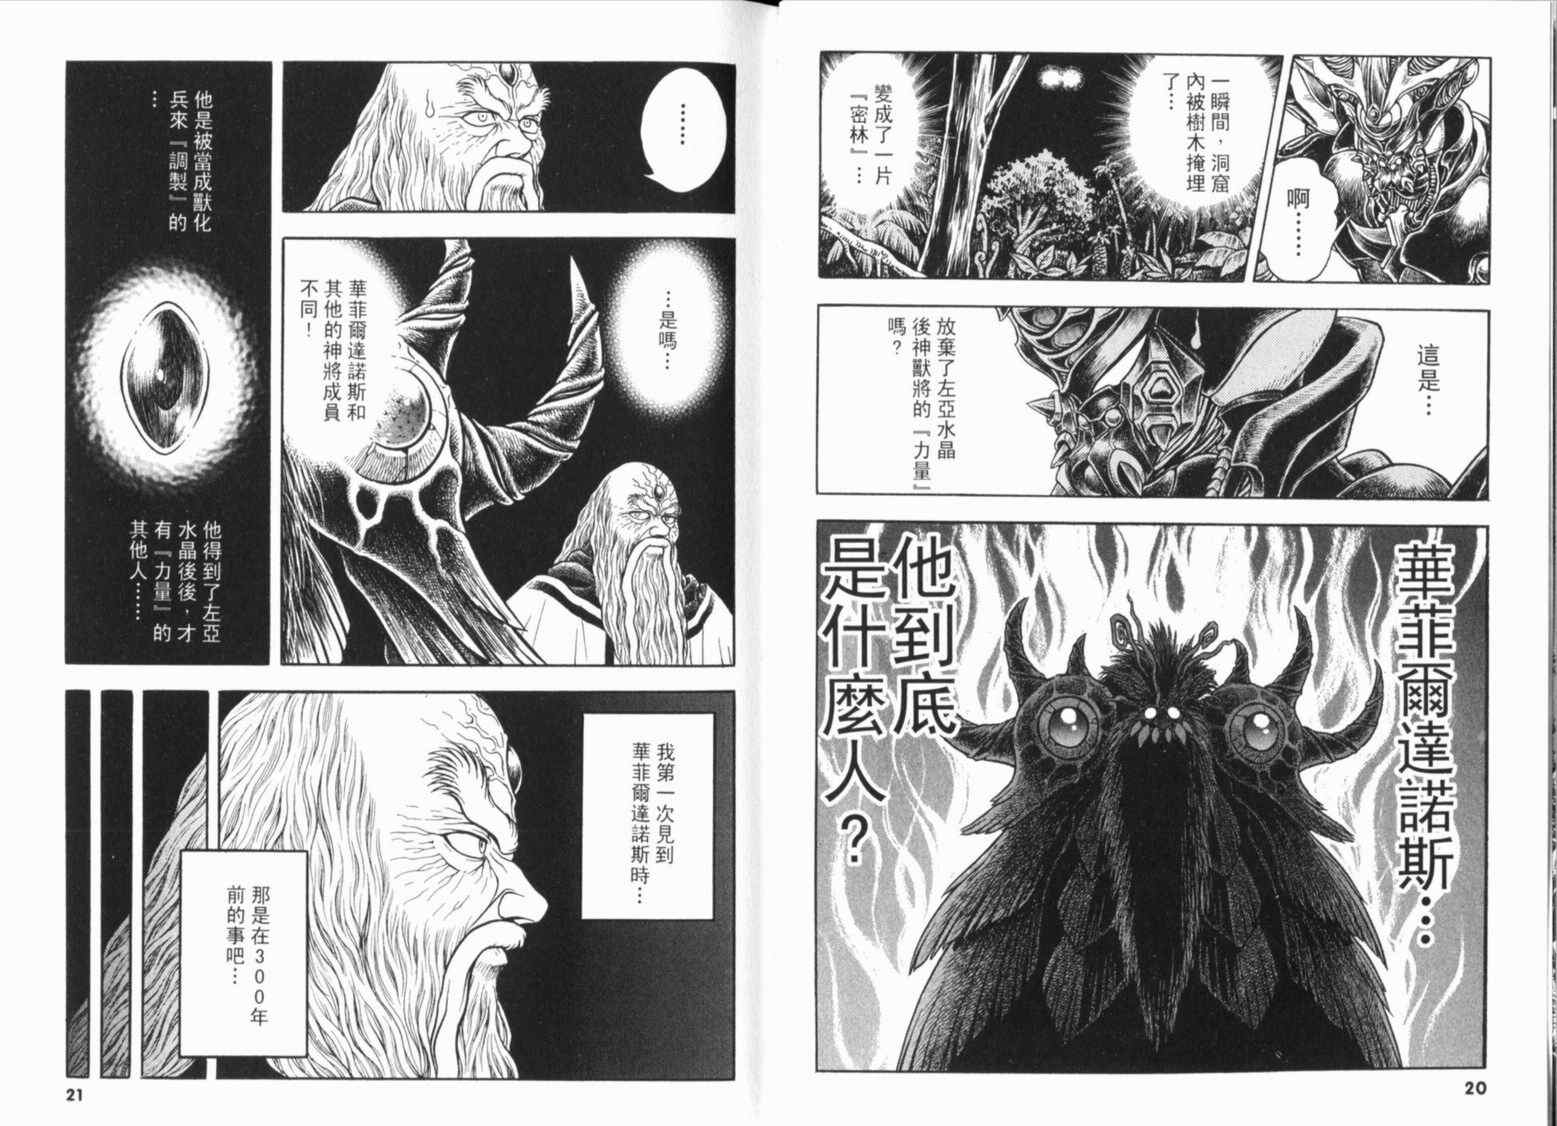 啊……
一瞬間，洞窟
內被樹木掩埋
了…
變成了一片
『密林』…
這是…
放棄了左亞水晶
後神獸將的『力量』
嗎？
華菲爾達諾斯…
他到底
是什麼人？
20
……
…是嗎…
華菲爾達諾斯和
其他的神將成員
不同！
他是被當成獸化
兵來『調製』的
…
他得到了左亞
水晶後後，才
有『力量』的
其他人……
我第一次見到
華菲爾達諾斯時…
那是在300年
前的事吧…
21